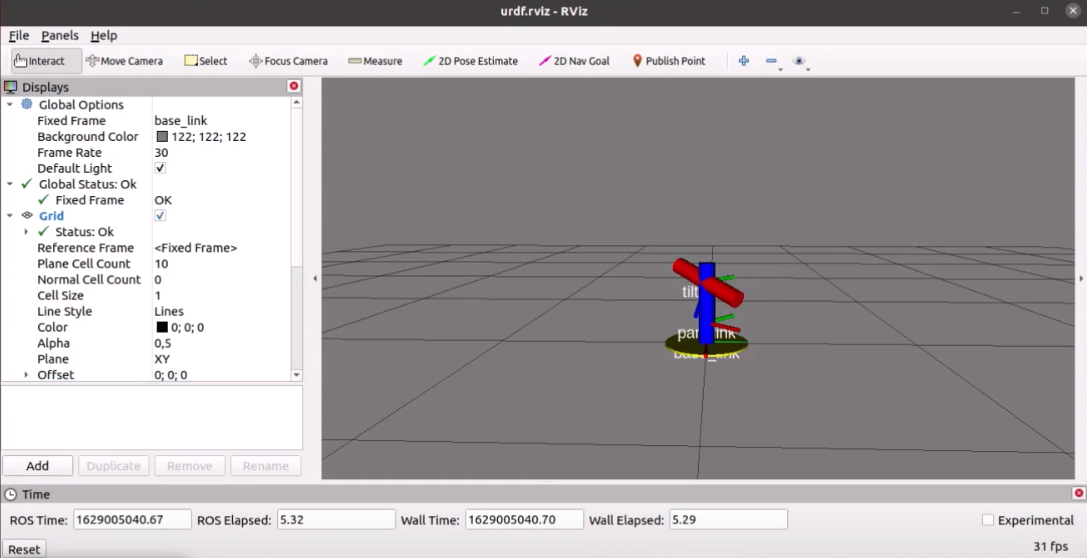 urdf.rviz - RViz
File Panels Help
Interact Move Camera Select Focus Camera Measure 2D Pose Estimate 2D Nav Goal Publish Point
Displays
Global Options
Fixed Frame base_link
Background Color 122; 122; 122
Frame Rate 30
Default Light
Global Status: Ok
Fixed Frame OK
Grid
Status: Ok
Reference Frame <Fixed Frame>
Plane Cell Count 10
Normal Cell Count 0
Cell Size 1
Line Style Lines
Color 0; 0; 0
Alpha 0,5
Plane XY
Offset 0; 0; 0
Add Duplicate Remove Rename
Time
ROS Time: 1629005040.67 ROS Elapsed: 5.32 Wall Time: 1629005040.70 Wall Elapsed: 5.29 Experimental
Reset 31 fps